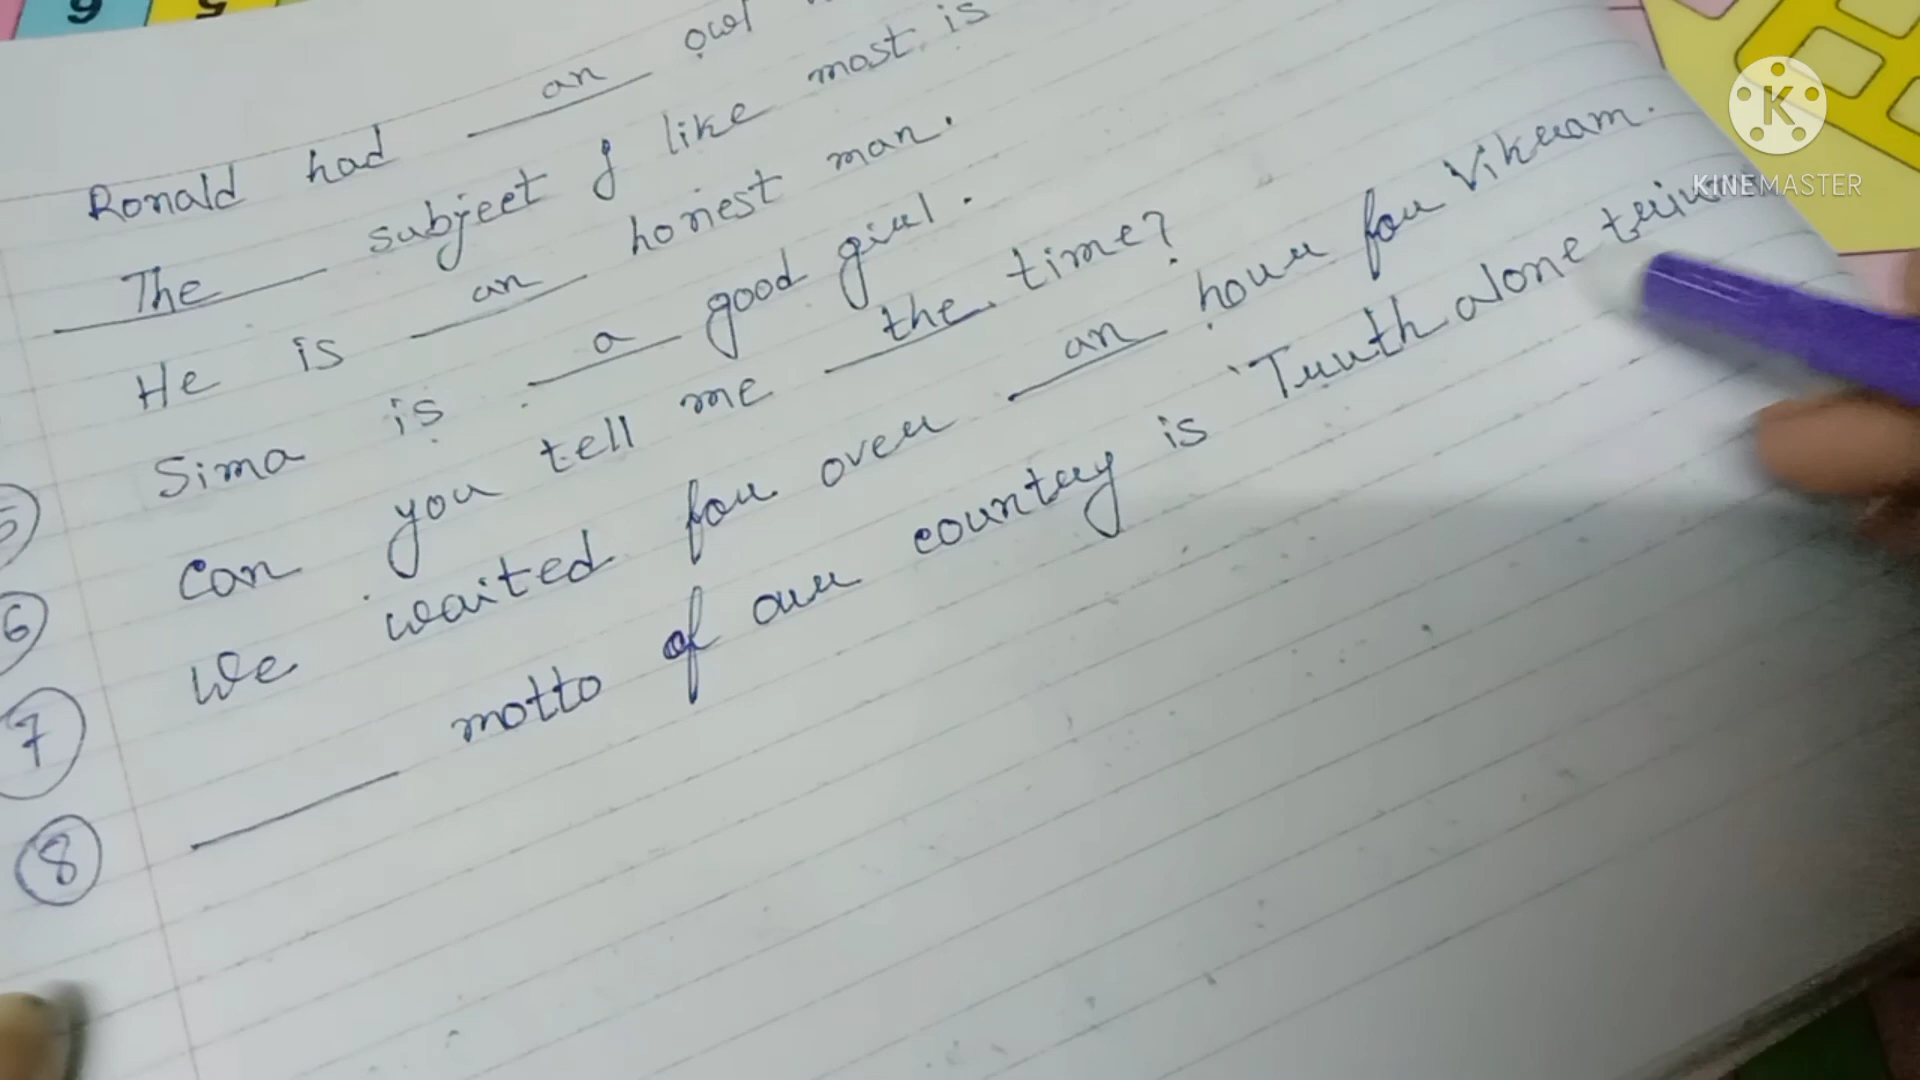 6 5
Ronald had an owl
The subject I like most is
He is an honest man.
Sima is a good girl.
5 can you tell me the time?
6 We waited for over an hour for Vikram.
7 motto of our country is 'Truth alone
8
K
KINEMASTER